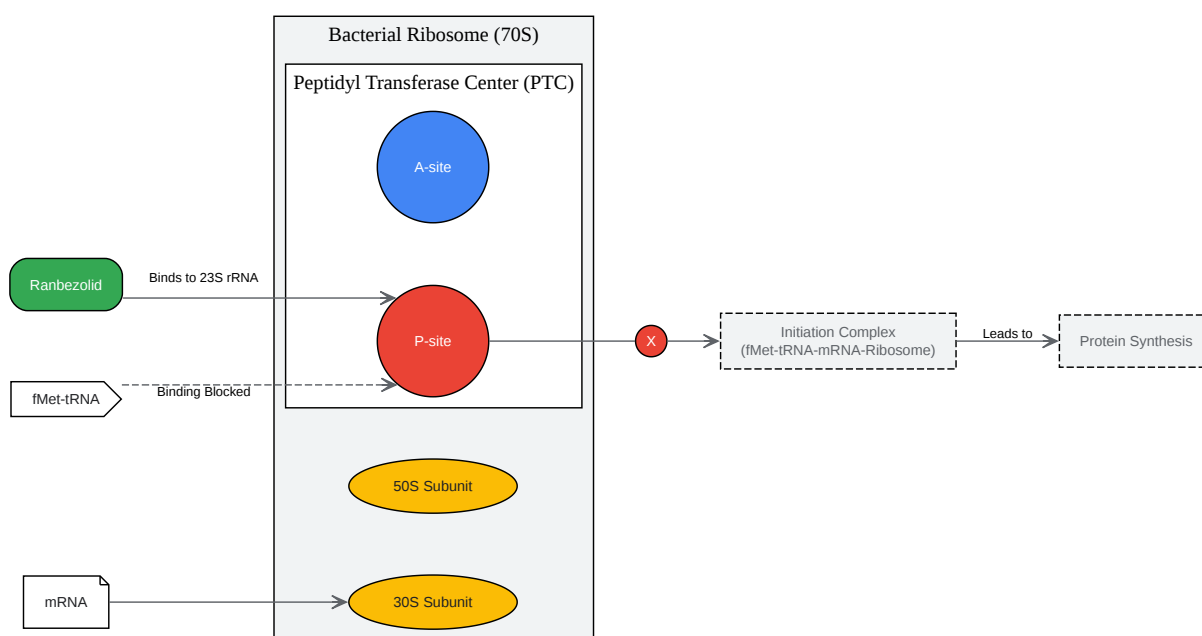 Bacterial Ribosome (70S)
Peptidyl Transferase Center (PTC)
A-site
Ranbezolid
Binds to 23S rRNA
P-site
X
Initiation Complex
(fMet-tRNA-mRNA-Ribosome)
Leads to
Protein Synthesis
fMet-tRNA
Binding Blocked
50S Subunit
mRNA
30S Subunit